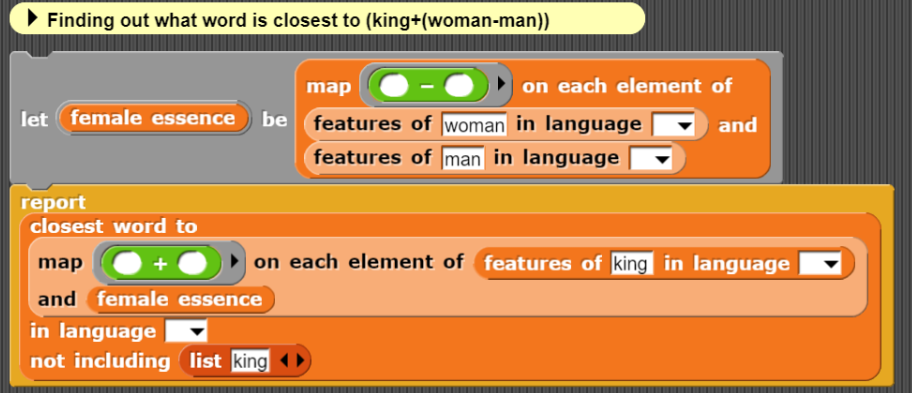 Finding out what word is closest to (king+(woman-man))
map - on each element of
let female essence be features of woman in language and
features of man in language
report
closest word to
map + on each element of features of king in language
and female essence
in language
not including list king